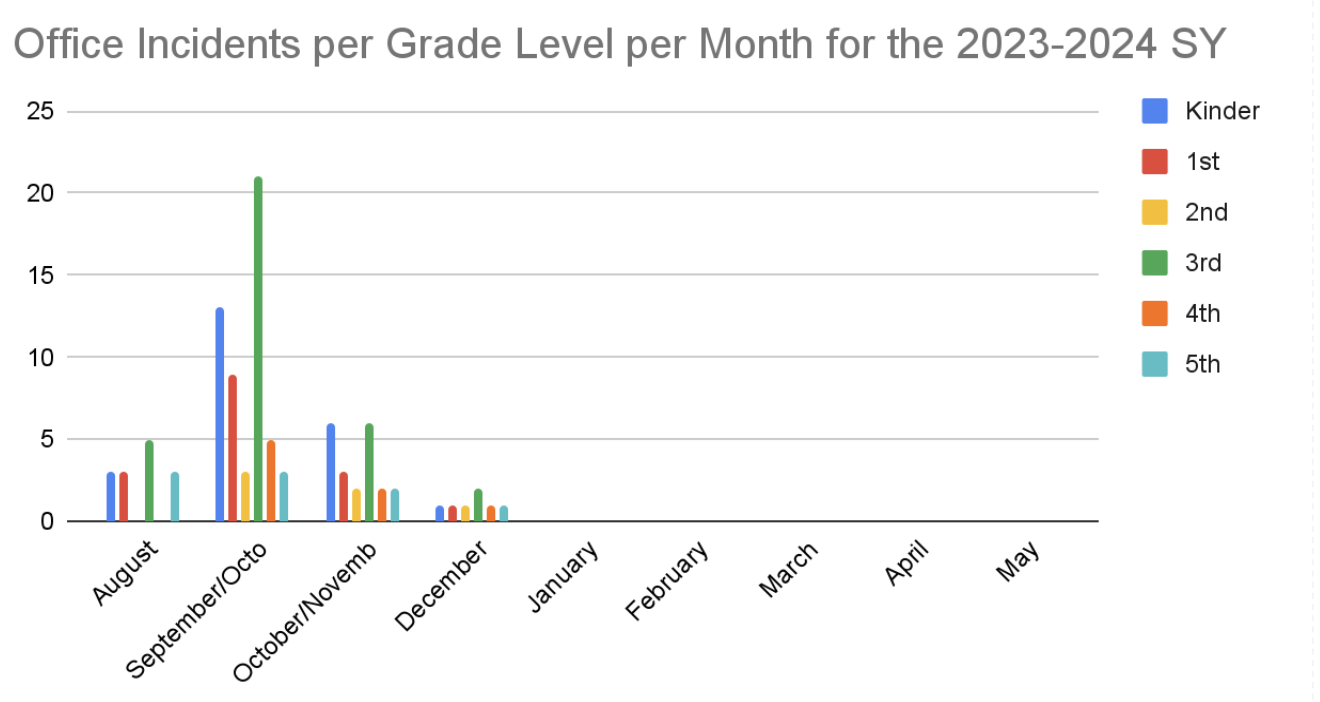 Office Incidents per Grade Level per Month for the 2023-2024 SY
25
20
15
10
5
0
Kinder
1st
2nd
3rd
4th
5th
August
September/Octo
October/Novemb
December
January
February
March
April
May